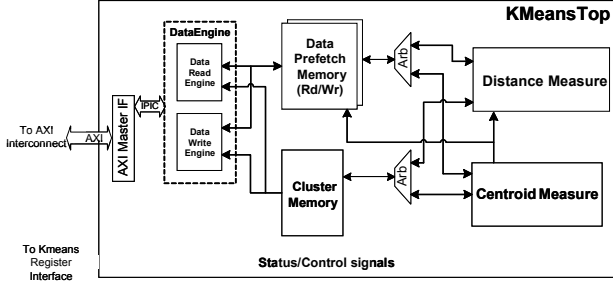 KMeansTop
DataEngine
Data
Read
Engine
Data
Write
Engine
Data
Prefetch
Memory
(Rd/Wr)
Arb
Distance Measure
IPIC
AXI Master IF
To AXI
Interconnect
AXI
Cluster
Memory
Arb
Centroid Measure
To Kmeans
Register
Interface
Status/Control signals